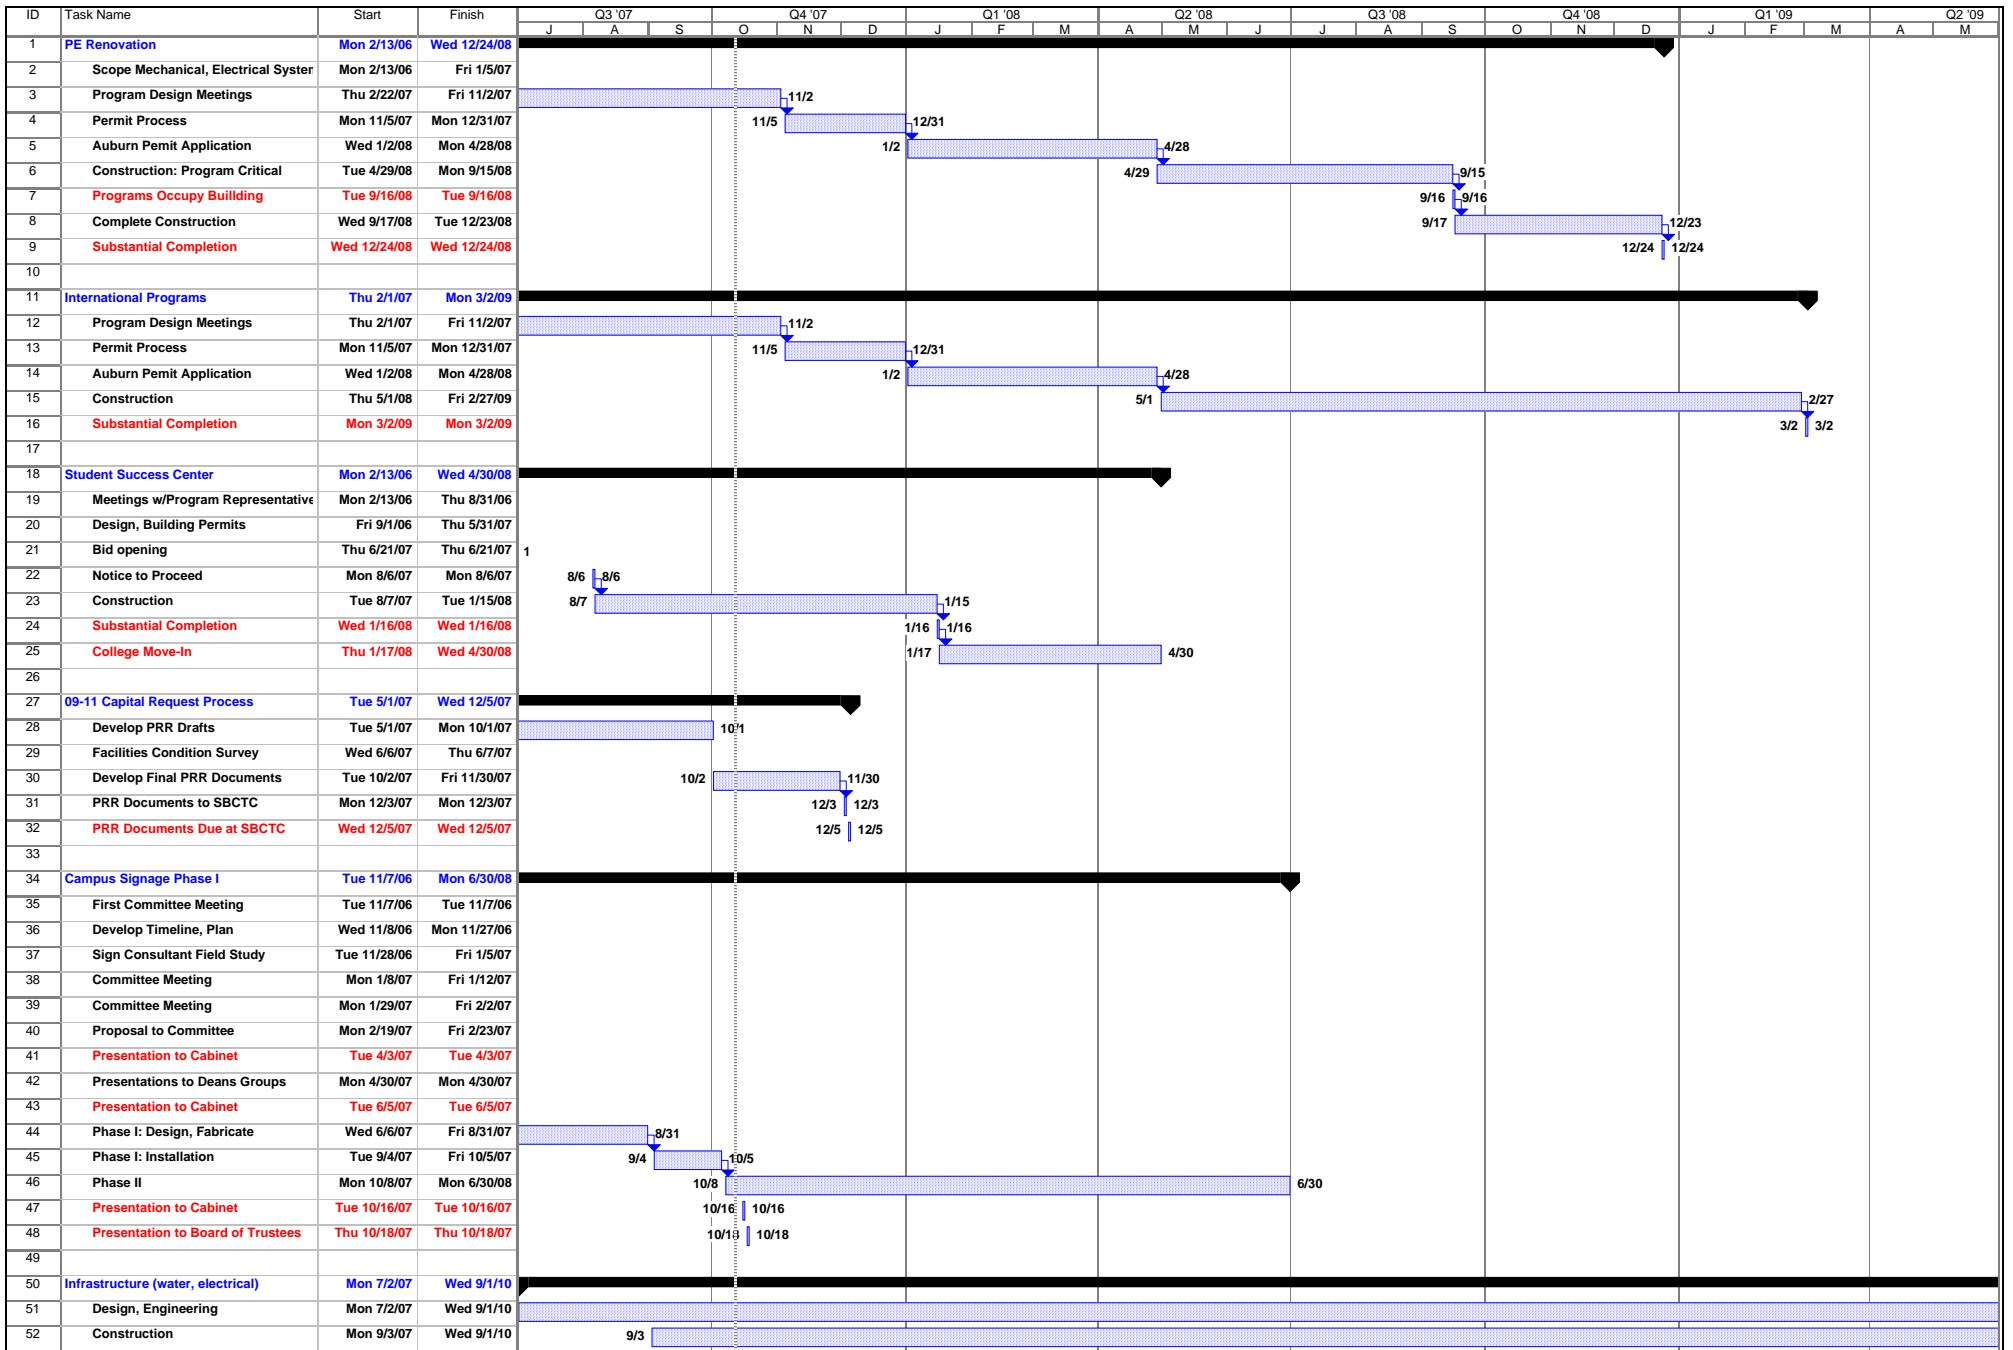 ID Task Name Start Finish Q3 '07 Q4 '07 Q1 '08 Q2 '08 Q3 '08 Q4 '08 Q1 '09 Q2 '09
J A S O N D J F M A M J J A S O N D J F M A M
1 PE Renovation Mon 2/13/06 Wed 12/24/08
2 Scope Mechanical, Electrical System Mon 2/13/06 Fri 1/5/07
3 Program Design Meetings Thu 2/22/07 Fri 11/2/07 11/2
4 Permit Process Mon 11/5/07 Mon 12/31/07 11/5 12/31
5 Auburn Pemit Application Wed 1/2/08 Mon 4/28/08 1/2 4/28
6 Construction: Program Critical Tue 4/29/08 Mon 9/15/08 4/29 9/15
7 Programs Occupy Buillding Tue 9/16/08 Tue 9/16/08 9/16 9/16
8 Complete Construction Wed 9/17/08 Tue 12/23/08 9/17 12/23
9 Substantial Completion Wed 12/24/08 Wed 12/24/08 12/24 12/24
10
11 International Programs Thu 2/1/07 Mon 3/2/09
12 Program Design Meetings Thu 2/1/07 Fri 11/2/07 11/2
13 Permit Process Mon 11/5/07 Mon 12/31/07 11/5 12/31
14 Auburn Pemit Application Wed 1/2/08 Mon 4/28/08 1/2 4/28
15 Construction Thu 5/1/08 Fri 2/27/09 5/1 2/27
16 Substantial Completion Mon 3/2/09 Mon 3/2/09 3/2 3/2
17
18 Student Success Center Mon 2/13/06 Wed 4/30/08
19 Meetings w/Program Representative Mon 2/13/06 Thu 8/31/06
20 Design, Building Permits Fri 9/1/06 Thu 5/31/07
21 Bid opening Thu 6/21/07 Thu 6/21/07 1
22 Notice to Proceed Mon 8/6/07 Mon 8/6/07 8/6 8/6
23 Construction Tue 8/7/07 Tue 1/15/08 8/7 1/15
24 Substantial Completion Wed 1/16/08 Wed 1/16/08 1/16 1/16
25 College Move-In Thu 1/17/08 Wed 4/30/08 1/17 4/30
26
27 09-11 Capital Request Process Tue 5/1/07 Wed 12/5/07
28 Develop PRR Drafts Tue 5/1/07 Mon 10/1/07 10/1
29 Facilities Condition Survey Wed 6/6/07 Thu 6/7/07
30 Develop Final PRR Documents Tue 10/2/07 Fri 11/30/07 10/2 11/30
31 PRR Documents to SBCTC Mon 12/3/07 Mon 12/3/07 12/3 12/3
32 PRR Documents Due at SBCTC Wed 12/5/07 Wed 12/5/07 12/5 12/5
33
34 Campus Signage Phase I Tue 11/7/06 Mon 6/30/08
35 First Committee Meeting Tue 11/7/06 Tue 11/7/06
36 Develop Timeline, Plan Wed 11/8/06 Mon 11/27/06
37 Sign Consultant Field Study Tue 11/28/06 Fri 1/5/07
38 Committee Meeting Mon 1/8/07 Fri 1/12/07
39 Committee Meeting Mon 1/29/07 Fri 2/2/07
40 Proposal to Committee Mon 2/19/07 Fri 2/23/07
41 Presentation to Cabinet Tue 4/3/07 Tue 4/3/07
42 Presentations to Deans Groups Mon 4/30/07 Mon 4/30/07
43 Presentation to Cabinet Tue 6/5/07 Tue 6/5/07
44 Phase I: Design, Fabricate Wed 6/6/07 Fri 8/31/07 8/31
45 Phase I: Installation Tue 9/4/07 Fri 10/5/07 9/4 10/5
46 Phase II Mon 10/8/07 Mon 6/30/08 10/8 6/30
47 Presentation to Cabinet Tue 10/16/07 Tue 10/16/07 10/16 10/16
48 Presentation to Board of Trustees Thu 10/18/07 Thu 10/18/07 10/18 10/18
49
50 Infrastructure (water, electrical) Mon 7/2/07 Wed 9/1/10
51 Design, Engineering Mon 7/2/07 Wed 9/1/10
52 Construction Mon 9/3/07 Wed 9/1/10 9/3